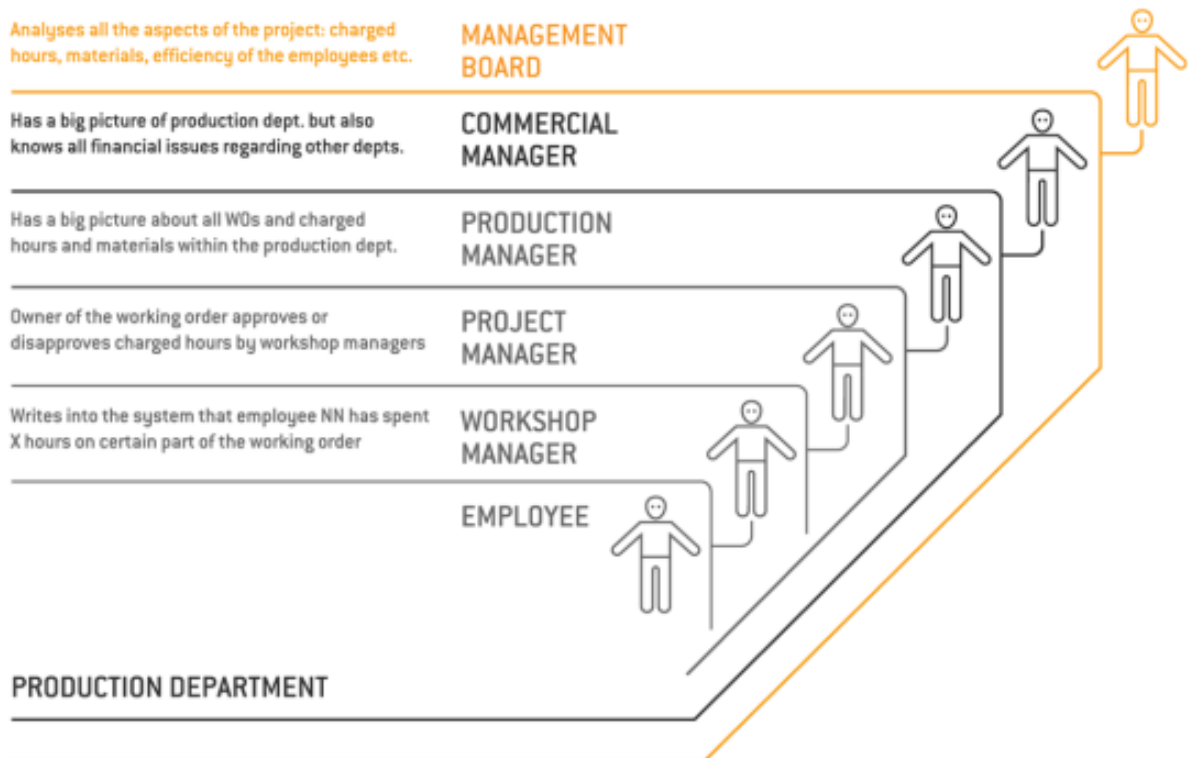 Analyses all the aspects of the project: charged
hours, materials, efficiency of the employees etc.
MANAGEMENT
BOARD
Has a big picture of production dept. but also
knows all financial issues regarding other depts.
COMMERCIAL
MANAGER
Has a big picture about all WOs and charged
hours and materials within the production dept.
PRODUCTION
MANAGER
Owner of the working order approves or
disapproves charged hours by workshop managers
PROJECT
MANAGER
Writes into the system that employee NN has spent
X hours on certain part of the working order
WORKSHOP
MANAGER
EMPLOYEE
PRODUCTION DEPARTMENT